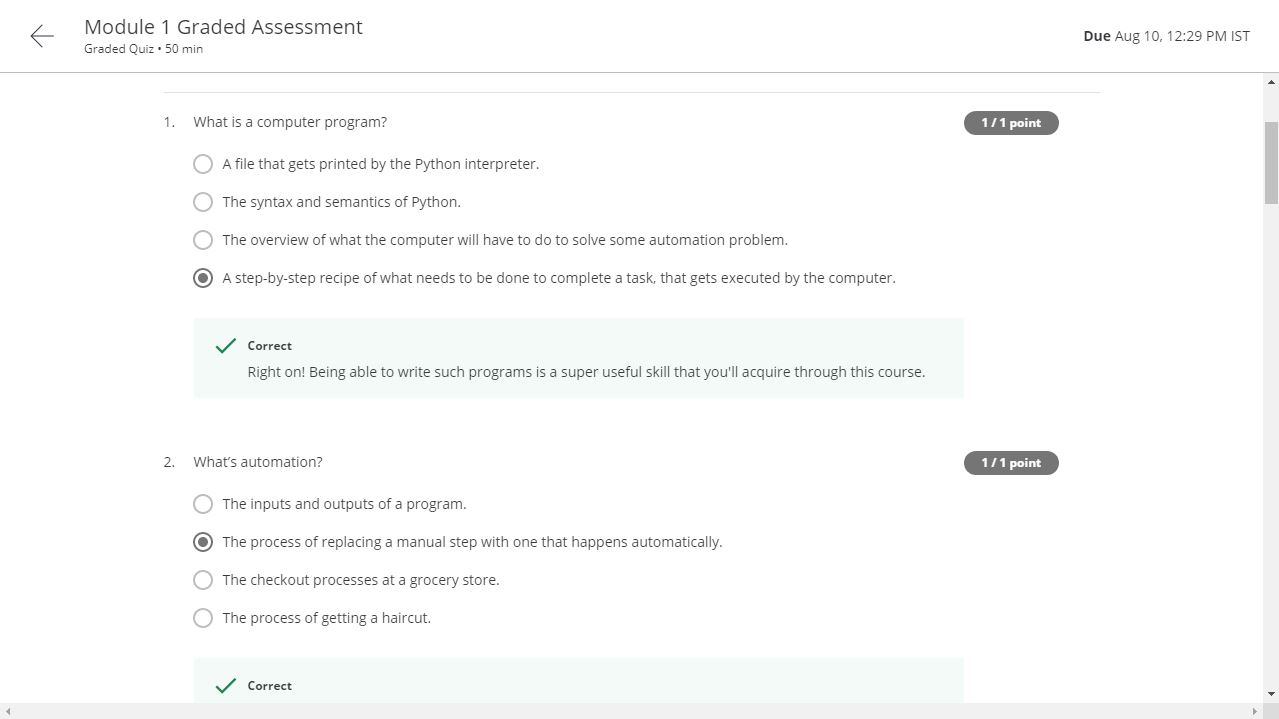 Module 1 Graded Assessment
Graded Quiz • 50 min
Due Aug 10, 12:29 PM IST
1. What is a computer program?
1 / 1 point
A file that gets printed by the Python interpreter.
The syntax and semantics of Python.
The overview of what the computer will have to do to solve some automation problem.
A step-by-step recipe of what needs to be done to complete a task, that gets executed by the computer.
Correct
Right on! Being able to write such programs is a super useful skill that you'll acquire through this course.
2. What’s automation?
1 / 1 point
The inputs and outputs of a program.
The process of replacing a manual step with one that happens automatically.
The checkout processes at a grocery store.
The process of getting a haircut.
Correct